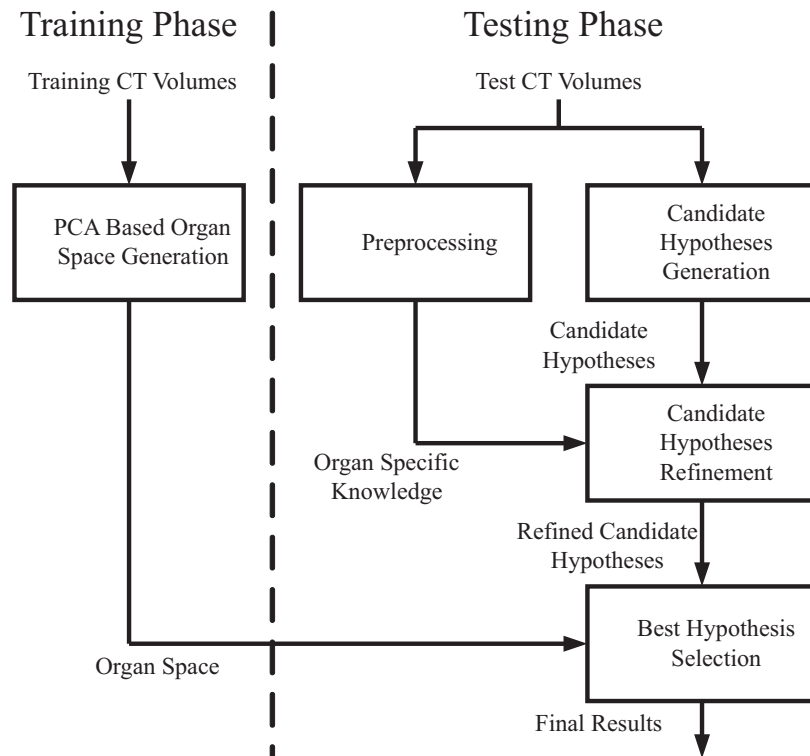 Training Phase
Testing Phase
Training CT Volumes
Test CT Volumes
PCA Based Organ
Space Generation
Preprocessing
Candidate
Hypotheses
Generation
Candidate
Hypotheses
Candidate
Hypotheses
Refinement
Organ Specific
Knowledge
Refined Candidate
Hypotheses
Best Hypothesis
Selection
Organ Space
Final Results